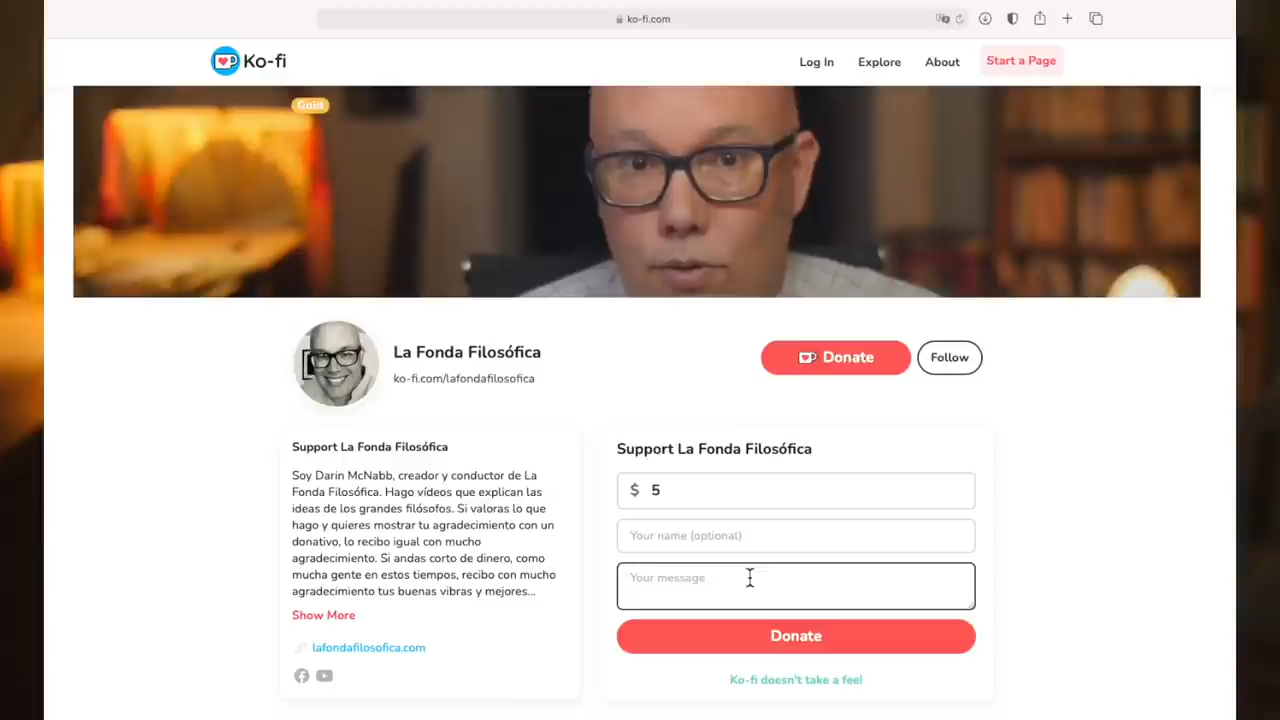 ko-fi.com
Ko-fi
Log In
Explore
About
Start a Page
Gold
La Fonda Filosófica
ko-fi.com/lafondafilosofica
Donate
Follow
Support La Fonda Filosófica
Soy Darin McNabb, creador y conductor de La
Fonda Filosófica. Hago vídeos que explican las
ideas de los grandes filósofos. Si valoras lo que
hago y quieres mostrar tu agradecimiento con un
donativo, lo recibo igual con mucho
agradecimiento. Si andas corto de dinero, como
mucha gente en estos tiempos, recibo con mucho
agradecimiento tus buenas vibras y mejores...
Show More
lafondafilosofica.com
Support La Fonda Filosófica
$ 5
Your name (optional)
Your message
Donate
Ko-fi doesn't take a fee!